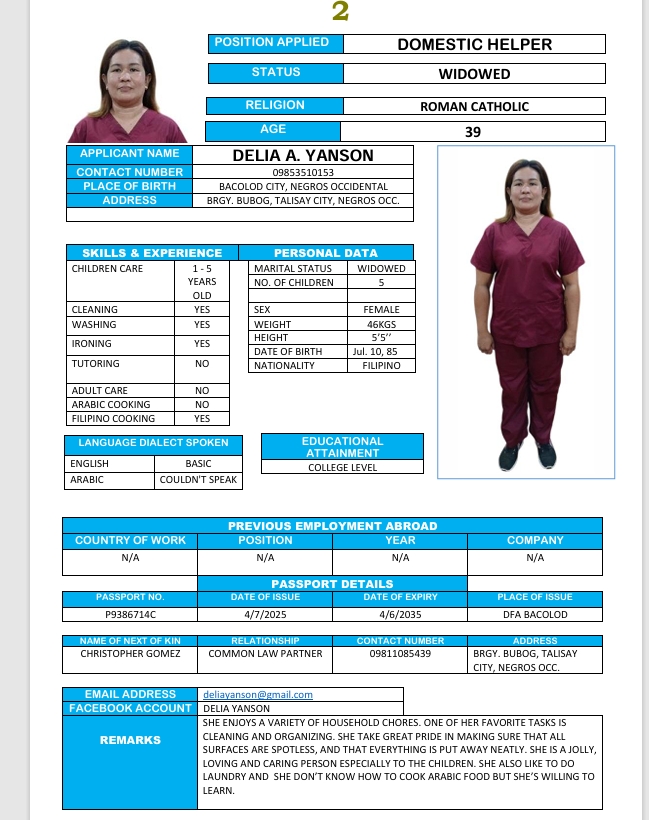 2
POSITION APPLIED DOMESTIC HELPER
STATUS WIDOWED
RELIGION ROMAN CATHOLIC
AGE 39
APPLICANT NAME DELIA A. YANSON
CONTACT NUMBER 09853510153
PLACE OF BIRTH BACOLOD CITY, NEGROS OCCIDENTAL
ADDRESS BRGY. BUBOG, TALISAY CITY, NEGROS OCC.
SKILLS & EXPERIENCE
CHILDREN CARE 1 - 5
YEARS
OLD
CLEANING YES
WASHING YES
IRONING YES
TUTORING NO
ADULT CARE NO
ARABIC COOKING NO
FILIPINO COOKING YES
PERSONAL DATA
MARITAL STATUS WIDOWED
NO. OF CHILDREN 5
SEX FEMALE
WEIGHT 46KGS
HEIGHT 5’5’’
DATE OF BIRTH Jul. 10, 85
NATIONALITY FILIPINO
LANGUAGE DIALECT SPOKEN
ENGLISH BASIC
ARABIC COULDN’T SPEAK
EDUCATIONAL
ATTAINMENT
COLLEGE LEVEL
PREVIOUS EMPLOYMENT ABROAD
COUNTRY OF WORK POSITION YEAR COMPANY
N/A N/A N/A N/A
PASSPORT DETAILS
PASSPORT NO. DATE OF ISSUE DATE OF EXPIRY PLACE OF ISSUE
P9386714C 4/7/2025 4/6/2035 DFA BACOLOD
NAME OF NEXT OF KIN RELATIONSHIP CONTACT NUMBER ADDRESS
CHRISTOPHER GOMEZ COMMON LAW PARTNER 09811085439 BRGY. BUBOG, TALISAY
CITY, NEGROS OCC.
EMAIL ADDRESS deliayanson@gmail.com
FACEBOOK ACCOUNT DELIA YANSON
REMARKS
SHE ENJOYS A VARIETY OF HOUSEHOLD CHORES. ONE OF HER FAVORITE TASKS IS
CLEANING AND ORGANIZING. SHE TAKE GREAT PRIDE IN MAKING SURE THAT ALL
SURFACES ARE SPOTLESS, AND THAT EVERYTHING IS PUT AWAY NEATLY. SHE IS A JOLLY,
LOVING AND CARING PERSON ESPECIALLY TO THE CHILDREN. SHE ALSO LIKE TO DO
LAUNDRY AND SHE DON’T KNOW HOW TO COOK ARABIC FOOD BUT SHE’S WILLING TO
LEARN.